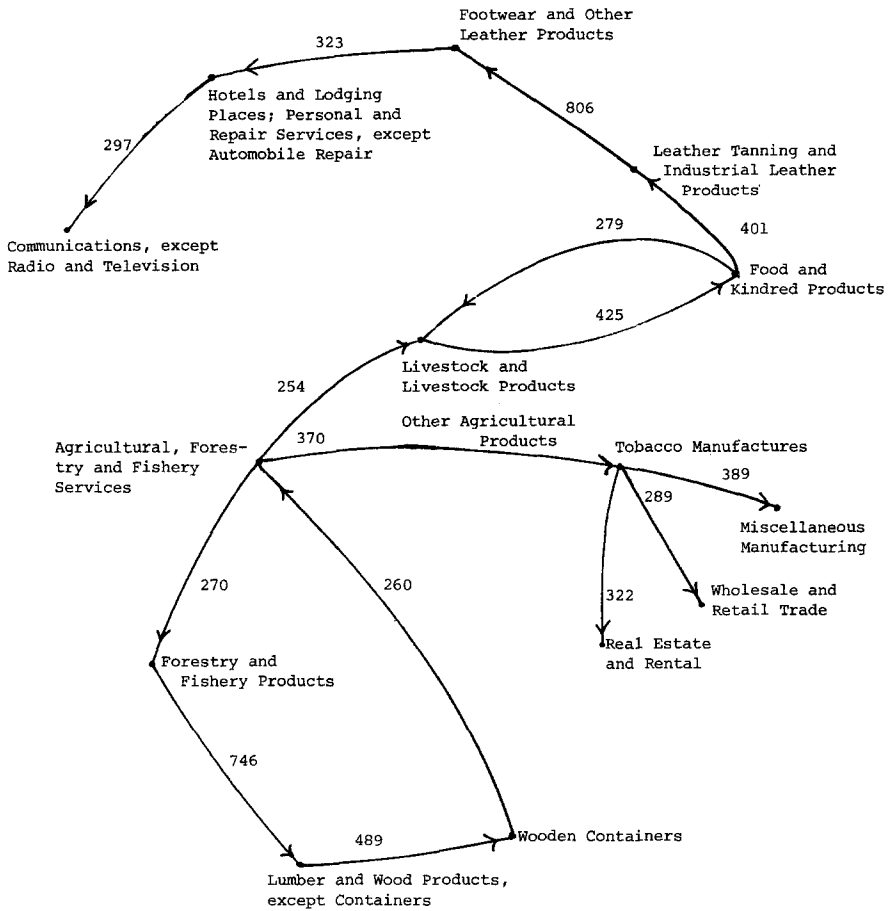 Footwear and Other
Leather Products
323
Hotels and Lodging
Places; Personal and
Repair Services, except
Automobile Repair
806
297
Leather Tanning and
Industrial Leather
Products
Communications, except
Radio and Television
279
401
Food and
Kindred Products
425
Livestock and
Livestock Products
254
Other Agricultural
Products
370
Agricultural, Fores-
try and Fishery
Services
Tobacco Manufactures
389
289
Miscellaneous
Manufacturing
270
260
322
Wholesale and
Retail Trade
Real Estate
and Rental
Forestry and
Fishery Products
746
489
Wooden Containers
Lumber and Wood Products,
except Containers